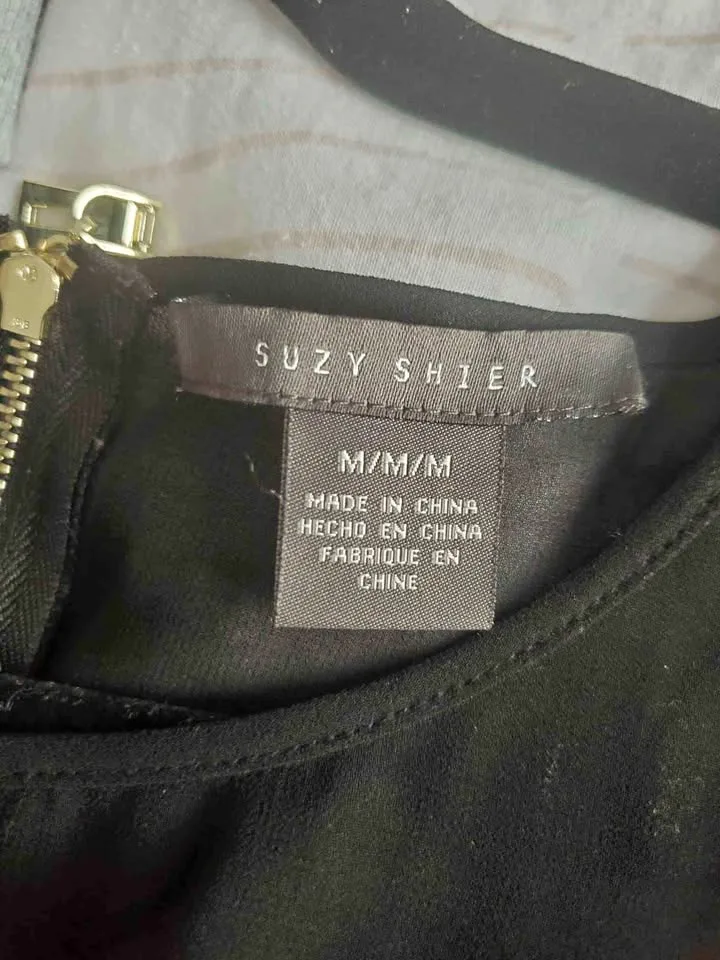 SUZY SHIER
M/M/M
MADE IN CHINA
HECHO EN CHINA
FABRIQUE EN
CHINE